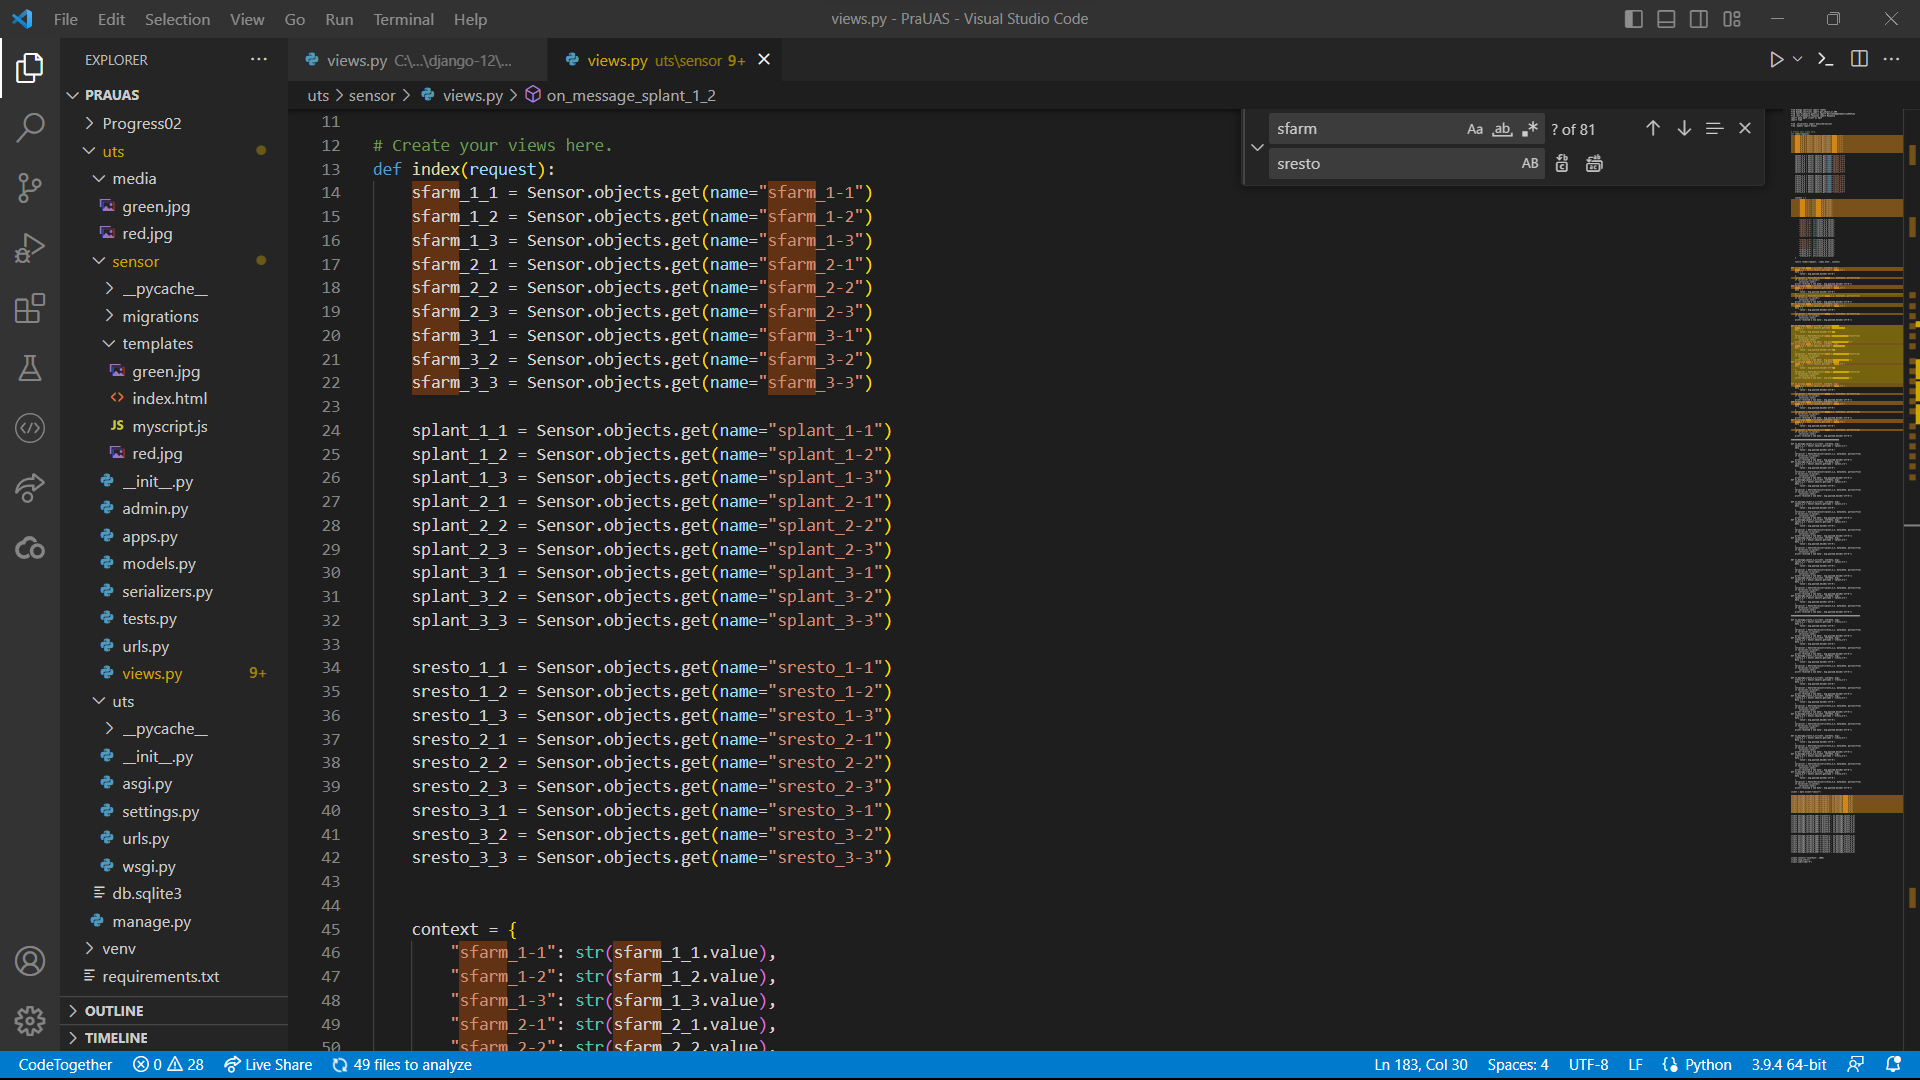 File Edit Selection View Go Run Terminal Help
views.py - PraUAS - Visual Studio Code
EXPLORER
PRAUAS
Progress02
uts
media
green.jpg
red.jpg
sensor
__pycache__
migrations
templates
green.jpg
index.html
JS myscript.js
red.jpg
__init__.py
admin.py
apps.py
models.py
serializers.py
tests.py
urls.py
views.py 9+
uts
__pycache__
__init__.py
asgi.py
settings.py
urls.py
wsgi.py
db.sqlite3
manage.py
venv
requirements.txt
OUTLINE
TIMELINE
views.py C:\...\django-12\...
views.py uts\sensor 9+
uts > sensor > views.py > on_message_splant_1_2
sfarm Aa ab ? of 81
sresto AB
11
12 # Create your views here.
13 def index(request):
14 sfarm_1_1 = Sensor.objects.get(name="sfarm_1-1")
15 sfarm_1_2 = Sensor.objects.get(name="sfarm_1-2")
16 sfarm_1_3 = Sensor.objects.get(name="sfarm_1-3")
17 sfarm_2_1 = Sensor.objects.get(name="sfarm_2-1")
18 sfarm_2_2 = Sensor.objects.get(name="sfarm_2-2")
19 sfarm_2_3 = Sensor.objects.get(name="sfarm_2-3")
20 sfarm_3_1 = Sensor.objects.get(name="sfarm_3-1")
21 sfarm_3_2 = Sensor.objects.get(name="sfarm_3-2")
22 sfarm_3_3 = Sensor.objects.get(name="sfarm_3-3")
23
24 splant_1_1 = Sensor.objects.get(name="splant_1-1")
25 splant_1_2 = Sensor.objects.get(name="splant_1-2")
26 splant_1_3 = Sensor.objects.get(name="splant_1-3")
27 splant_2_1 = Sensor.objects.get(name="splant_2-1")
28 splant_2_2 = Sensor.objects.get(name="splant_2-2")
29 splant_2_3 = Sensor.objects.get(name="splant_2-3")
30 splant_3_1 = Sensor.objects.get(name="splant_3-1")
31 splant_3_2 = Sensor.objects.get(name="splant_3-2")
32 splant_3_3 = Sensor.objects.get(name="splant_3-3")
33
34 sresto_1_1 = Sensor.objects.get(name="sresto_1-1")
35 sresto_1_2 = Sensor.objects.get(name="sresto_1-2")
36 sresto_1_3 = Sensor.objects.get(name="sresto_1-3")
37 sresto_2_1 = Sensor.objects.get(name="sresto_2-1")
38 sresto_2_2 = Sensor.objects.get(name="sresto_2-2")
39 sresto_2_3 = Sensor.objects.get(name="sresto_2-3")
40 sresto_3_1 = Sensor.objects.get(name="sresto_3-1")
41 sresto_3_2 = Sensor.objects.get(name="sresto_3-2")
42 sresto_3_3 = Sensor.objects.get(name="sresto_3-3")
43
44
45 context = {
46 "sfarm_1-1": str(sfarm_1_1.value),
47 "sfarm_1-2": str(sfarm_1_2.value),
48 "sfarm_1-3": str(sfarm_1_3.value),
49 "sfarm_2-1": str(sfarm_2_1.value),
50 "sfarm_2-2": str(sfarm_2_2.value),
CodeTogether 0 28 Live Share 49 files to analyze
Ln 183, Col 30 Spaces: 4 UTF-8 LF Python 3.9.4 64-bit